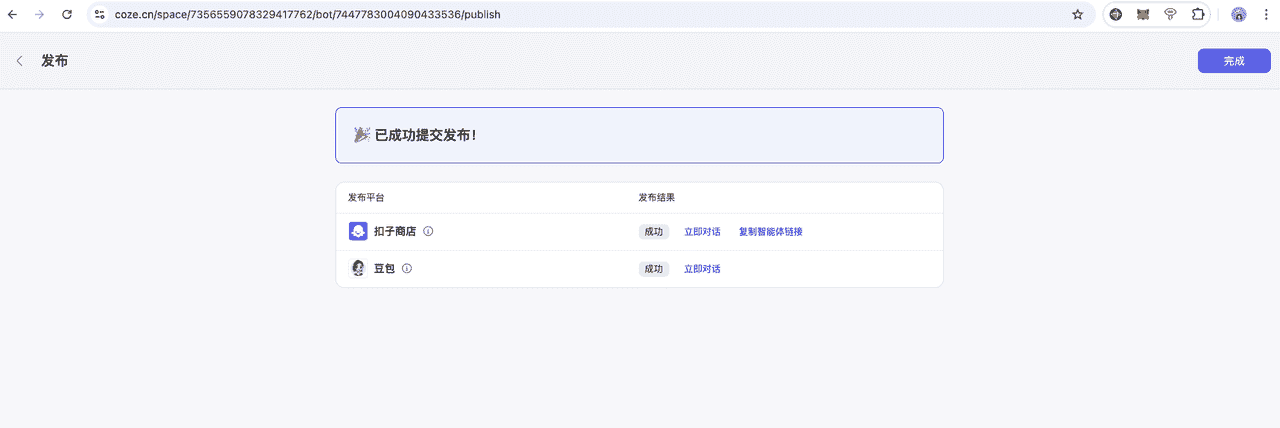 coze.cn/space/7356559078329417762/bot/7447783004090433536/publish
发布
完成
已成功提交发布!
发布平台 发布结果
扣子商店 成功 立即对话 复制智能体链接
豆包 成功 立即对话